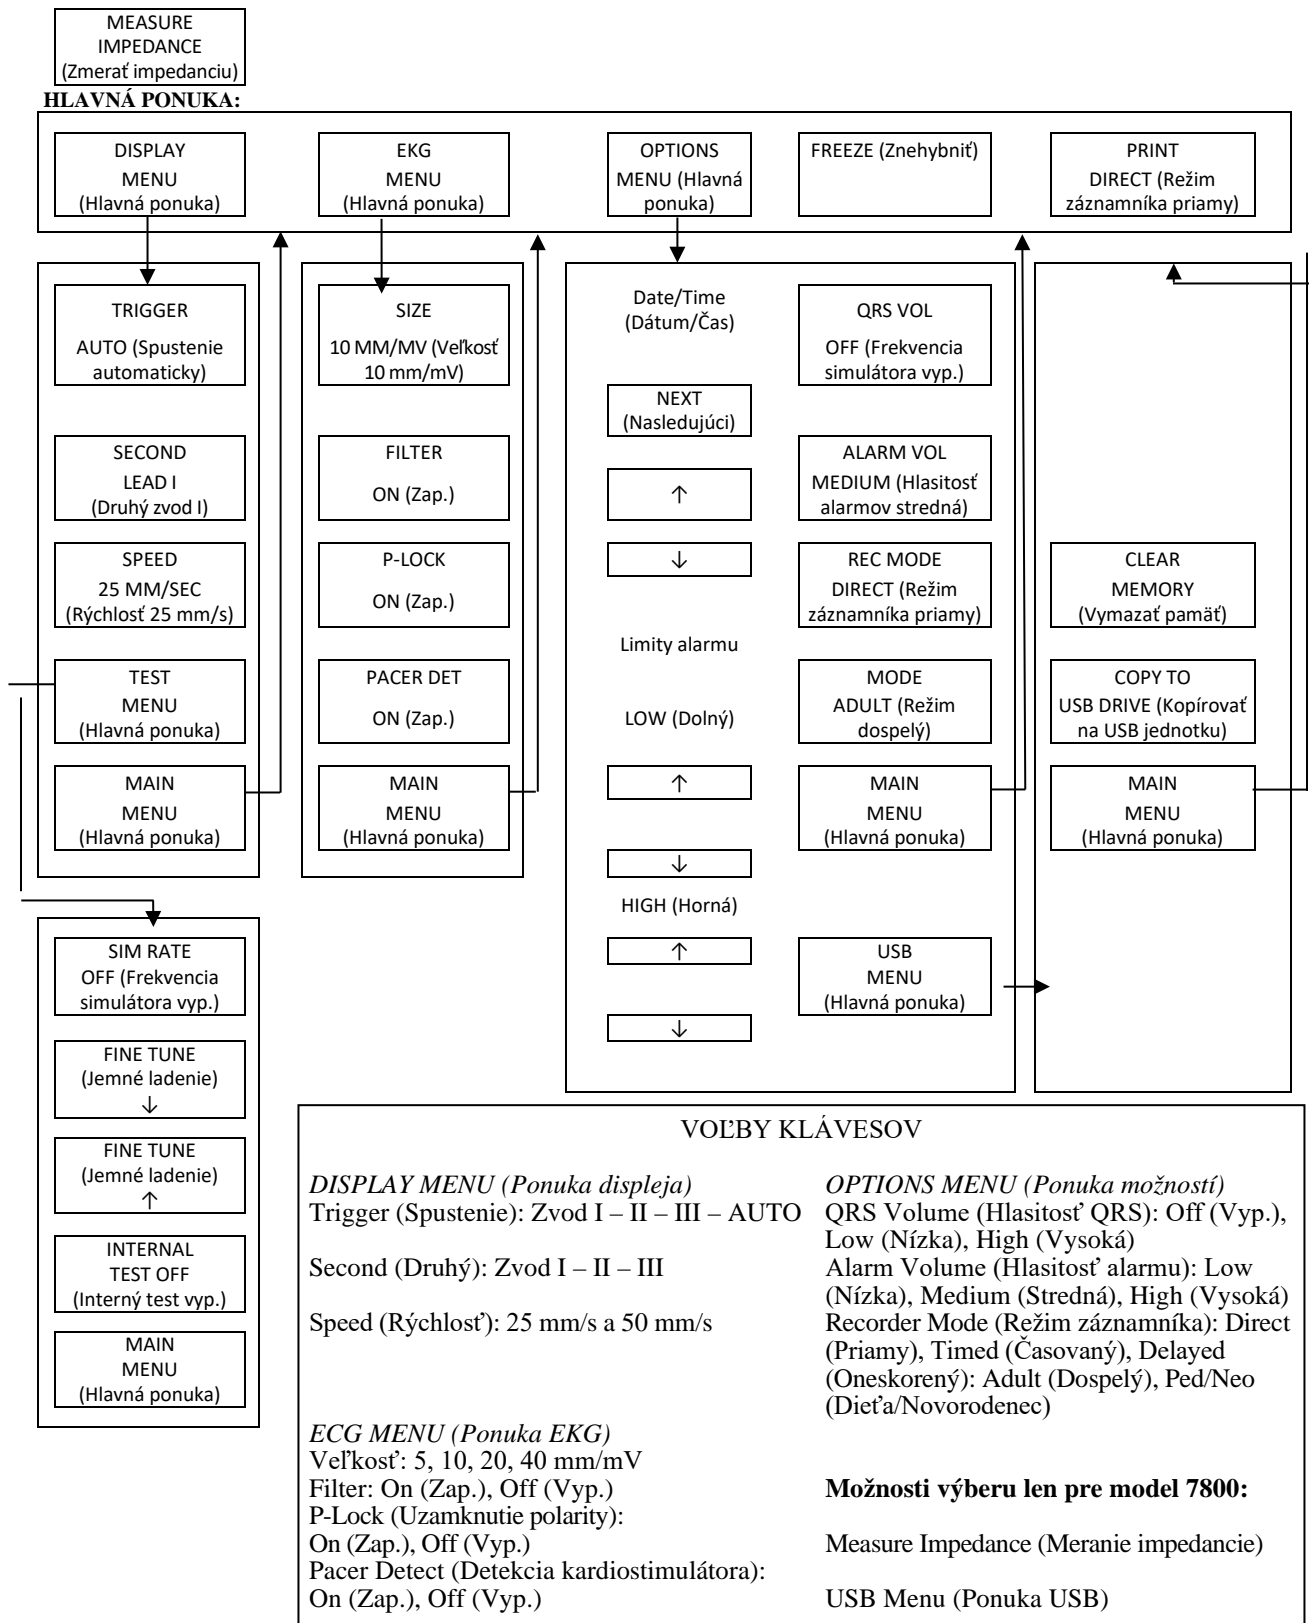 MEASURE
IMPEDANCE
(Zmerať impedanciu)
HLAVNÁ PONUKA:
DISPLAY
MENU
(Hlavná ponuka)
EKG
MENU
(Hlavná ponuka)
OPTIONS
MENU (Hlavná
ponuka)
FREEZE (Znehybniť)
PRINT
DIRECT (Režim
záznamníka priamy)
TRIGGER
AUTO (Spustenie
automaticky)
SECOND
LEAD I
(Druhý zvod I)
SPEED
25 MM/SEC
(Rýchlosť 25 mm/s)
TEST
MENU
(Hlavná ponuka)
MAIN
MENU
(Hlavná ponuka)
SIZE
10 MM/MV (Veľkosť
10 mm/mV)
FILTER
ON (Zap.)
P-LOCK
ON (Zap.)
PACER DET
ON (Zap.)
MAIN
MENU
(Hlavná ponuka)
Date/Time
(Dátum/Čas)
NEXT
(Nasledujúci)
↑
↓
Limity alarmu
LOW (Dolný)
↑
↓
HIGH (Horná)
↑
↓
QRS VOL
OFF (Frekvencia
simulátora vyp.)
ALARM VOL
MEDIUM (Hlasitosť
alarmov stredná)
REC MODE
DIRECT (Režim
záznamníka priamy)
MODE
ADULT (Režim
dospelý)
MAIN
MENU
(Hlavná ponuka)
USB
MENU
(Hlavná ponuka)
CLEAR
MEMORY
(Vymazať pamäť)
COPY TO
USB DRIVE (Kopírovať
na USB jednotku)
MAIN
MENU
(Hlavná ponuka)
SIM RATE
OFF (Frekvencia
simulátora vyp.)
FINE TUNE
(Jemné ladenie)
↓
FINE TUNE
(Jemné ladenie)
↑
INTERNAL
TEST OFF
(Interný test vyp.)
MAIN
MENU
(Hlavná ponuka)
VOĽBY KLÁVESOV
DISPLAY MENU (Ponuka displeja)
Trigger (Spustenie): Zvod I – II – III – AUTO
Second (Druhý): Zvod I – II – III
Speed (Rýchlosť): 25 mm/s a 50 mm/s
ECG MENU (Ponuka EKG)
Veľkosť: 5, 10, 20, 40 mm/mV
Filter: On (Zap.), Off (Vyp.)
P-Lock (Uzamknutie polarity):
On (Zap.), Off (Vyp.)
Pacer Detect (Detekcia kardiostimulátora):
On (Zap.), Off (Vyp.)
OPTIONS MENU (Ponuka možností)
QRS Volume (Hlasitosť QRS): Off (Vyp.),
Low (Nízka), High (Vysoká)
Alarm Volume (Hlasitosť alarmu): Low
(Nízka), Medium (Stredná), High (Vysoká)
Recorder Mode (Režim záznamníka): Direct
(Priamy), Timed (Časovaný), Delayed
(Oneskorený): Adult (Dospelý), Ped/Neo
(Dieťa/Novorodenec)
Možnosti výberu len pre model 7800:
Measure Impedance (Meranie impedancie)
USB Menu (Ponuka USB)